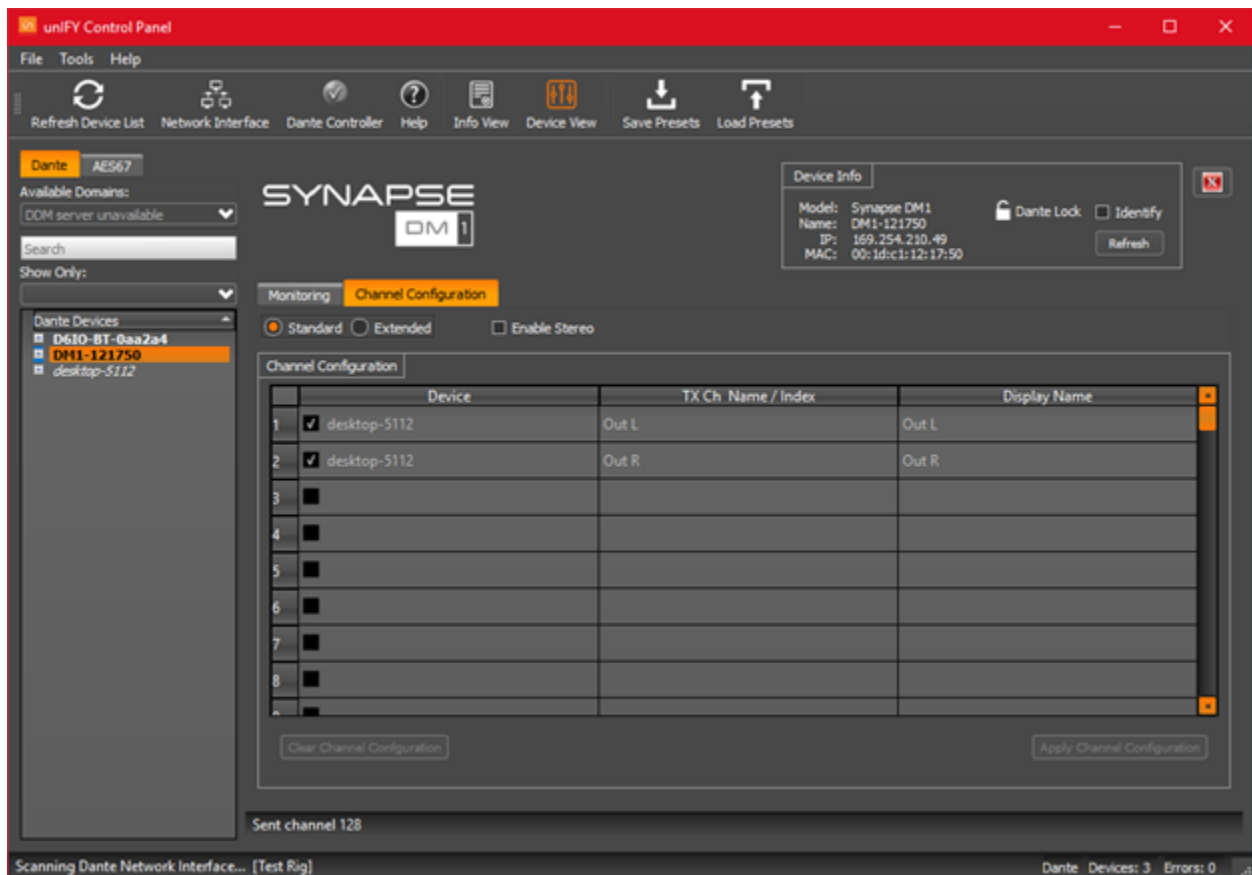 unIFY Control Panel
File Tools Help
Refresh Device List Network Interface Dante Controller Help Info View Device View Save Presets Load Presets
Dante AES67
Available Domains:
DDM server unavailable
Search
Show Only:
Dante Devices
D6IO-BT-0aa2a4
DM1-121750
desktop-5112
SYNAPSE
DM 1
Device Info
Model: Synapse DM1
Name: DM1-121750
IP: 169.254.210.49
MAC: 00:1d:c1:12:17:50
Dante Lock Identify
Refresh
Monitoring Channel Configuration
Standard Extended Enable Stereo
Channel Configuration
Device TX Ch Name / Index Display Name
1 desktop-5112 Out L Out L
2 desktop-5112 Out R Out R
3
4
5
6
7
8
Clear Channel Configuration Apply Channel Configuration
Sent channel 128
Scanning Dante Network Interface... [Test Rig] Dante Devices: 3 Errors: 0